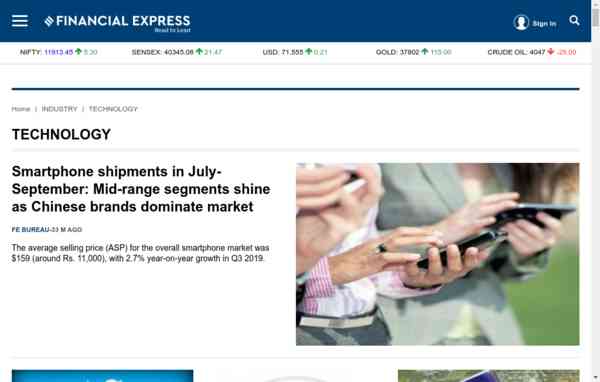 FINANCIAL EXPRESS
Read to Lead
Sign In
NIFTY: 11913.45 5.30 SENSEX: 40345.08 21.47 USD: 71.555 0.21 GOLD: 37802 115.00 CRUDE OIL: 4047 -29.00
Home | INDUSTRY | TECHNOLOGY
TECHNOLOGY
Smartphone shipments in July-
September: Mid-range segments shine
as Chinese brands dominate market
FE BUREAU-33 M AGO
The average selling price (ASP) for the overall smartphone market was
$159 (around Rs. 11,000), with 2.7% year-on-year growth in Q3 2019.